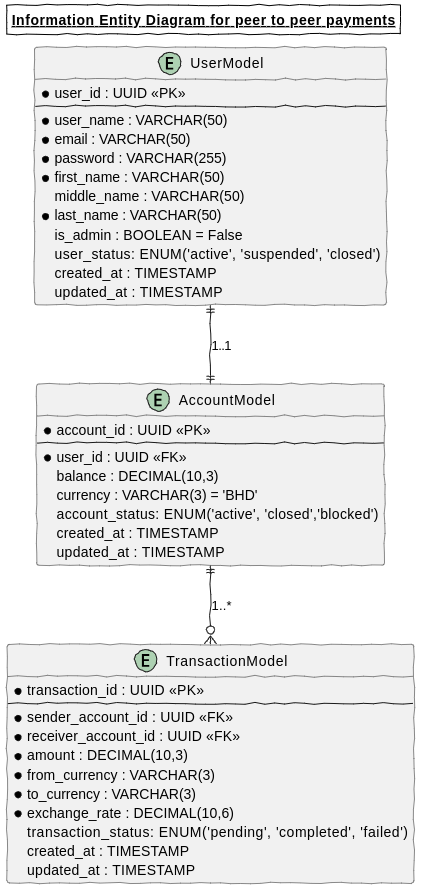 Information Entity Diagram for peer to peer payments
E UserModel
user_id : UUID «PK»
user_name : VARCHAR(50)
email : VARCHAR(50)
password : VARCHAR(255)
first_name : VARCHAR(50)
middle_name : VARCHAR(50)
last_name : VARCHAR(50)
is_admin : BOOLEAN = False
user_status: ENUM('active', 'suspended', 'closed')
created_at : TIMESTAMP
updated_at : TIMESTAMP
1..1
E AccountModel
account_id : UUID «PK»
user_id : UUID «FK»
balance : DECIMAL(10,3)
currency : VARCHAR(3) = 'BHD'
account_status: ENUM('active', 'closed','blocked')
created_at : TIMESTAMP
updated_at : TIMESTAMP
1..*
E TransactionModel
transaction_id : UUID «PK»
sender_account_id : UUID «FK»
receiver_account_id : UUID «FK»
amount : DECIMAL(10,3)
from_currency : VARCHAR(3)
to_currency : VARCHAR(3)
exchange_rate : DECIMAL(10,6)
transaction_status: ENUM('pending', 'completed', 'failed')
created_at : TIMESTAMP
updated_at : TIMESTAMP